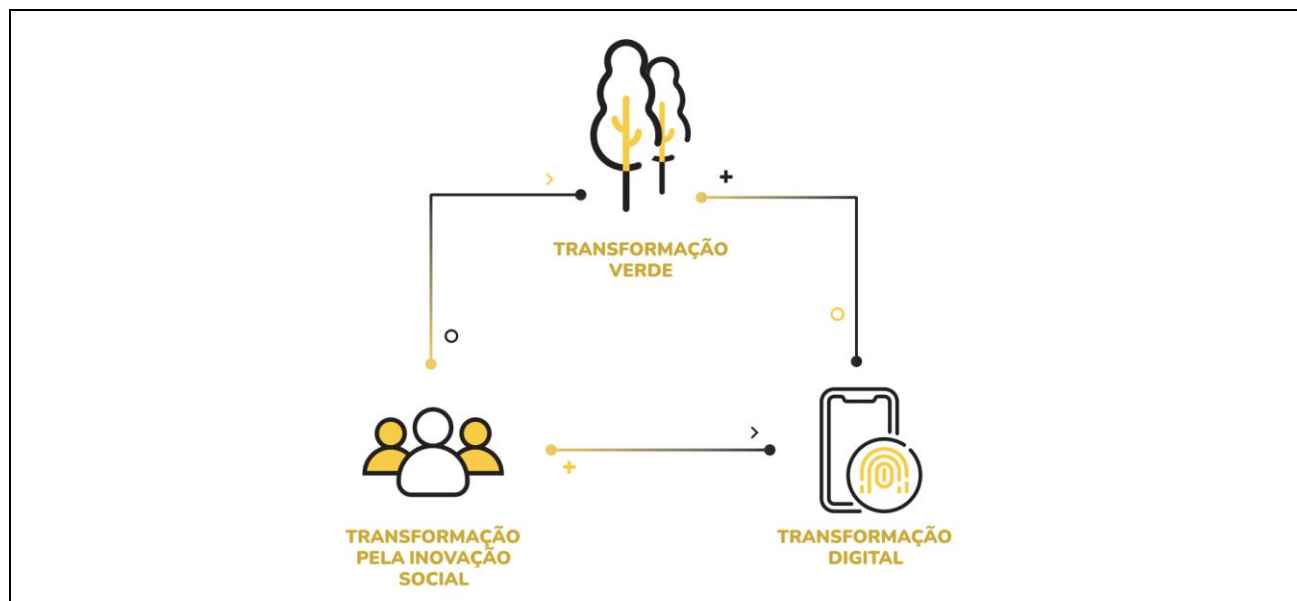 TRANSFORMAÇÃO
VERDE
TRANSFORMAÇÃO
PELA INOVAÇÃO
SOCIAL
TRANSFORMAÇÃO
DIGITAL